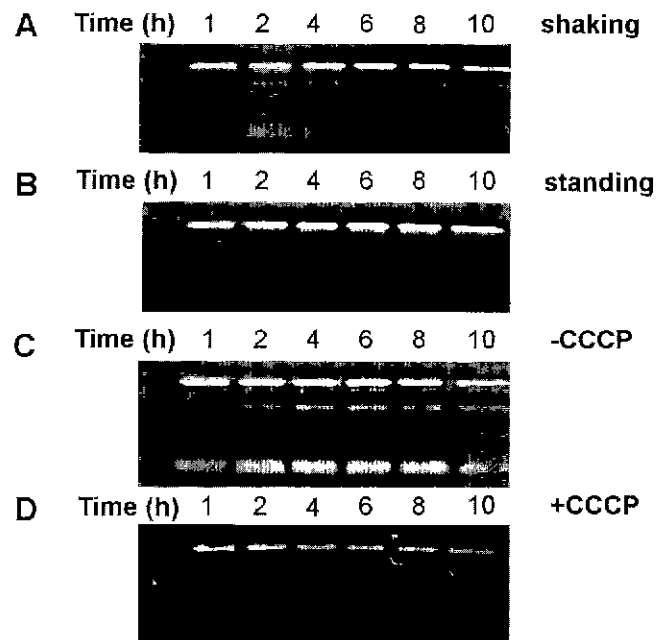 A Time (h) 1 2 4 6 8 10 shaking
B Time (h) 1 2 4 6 8 10 standing
C Time (h) 1 2 4 6 8 10 -CCCP
D Time (h) 1 2 4 6 8 10 +CCCP